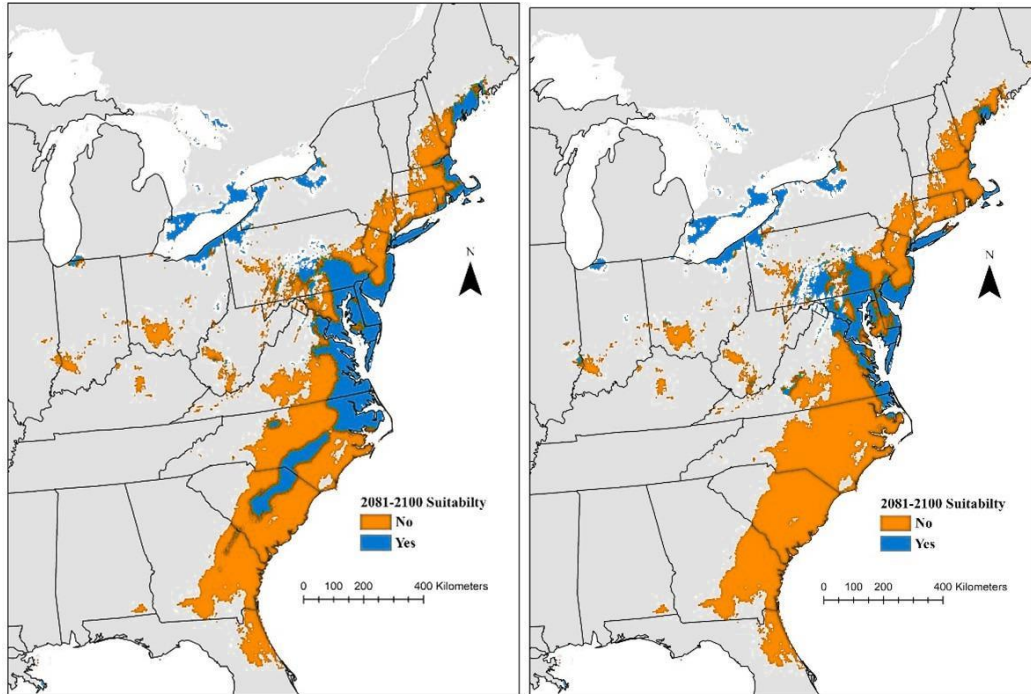 N
2081-2100 Suitabilty
No
Yes
0 100 200 400 Kilometers
N
2081-2100 Suitabilty
No
Yes
0 100 200 400 Kilometers